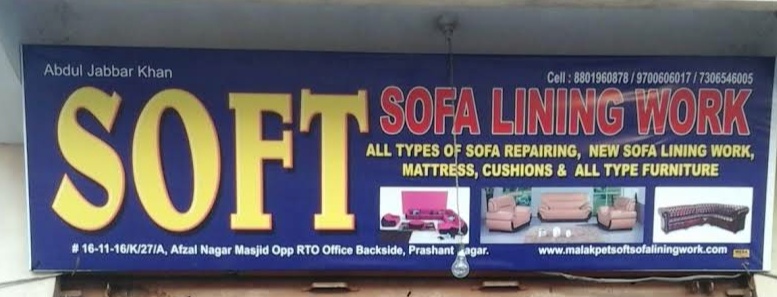 Abdul Jabbar Khan
Cell : 8801960878 / 9700606017 / 7306546005
SOFT
SOFA LINING WORK
ALL TYPES OF SOFA REPAIRING, NEW SOFA LINING WORK,
MATTRESS, CUSHIONS & ALL TYPE FURNITURE
# 16-11-16/K/27/A, Afzal Nagar Masjid Opp RTO Office Backside, Prashant Nagar.
www.malakpetsoftsofaliningwork.com